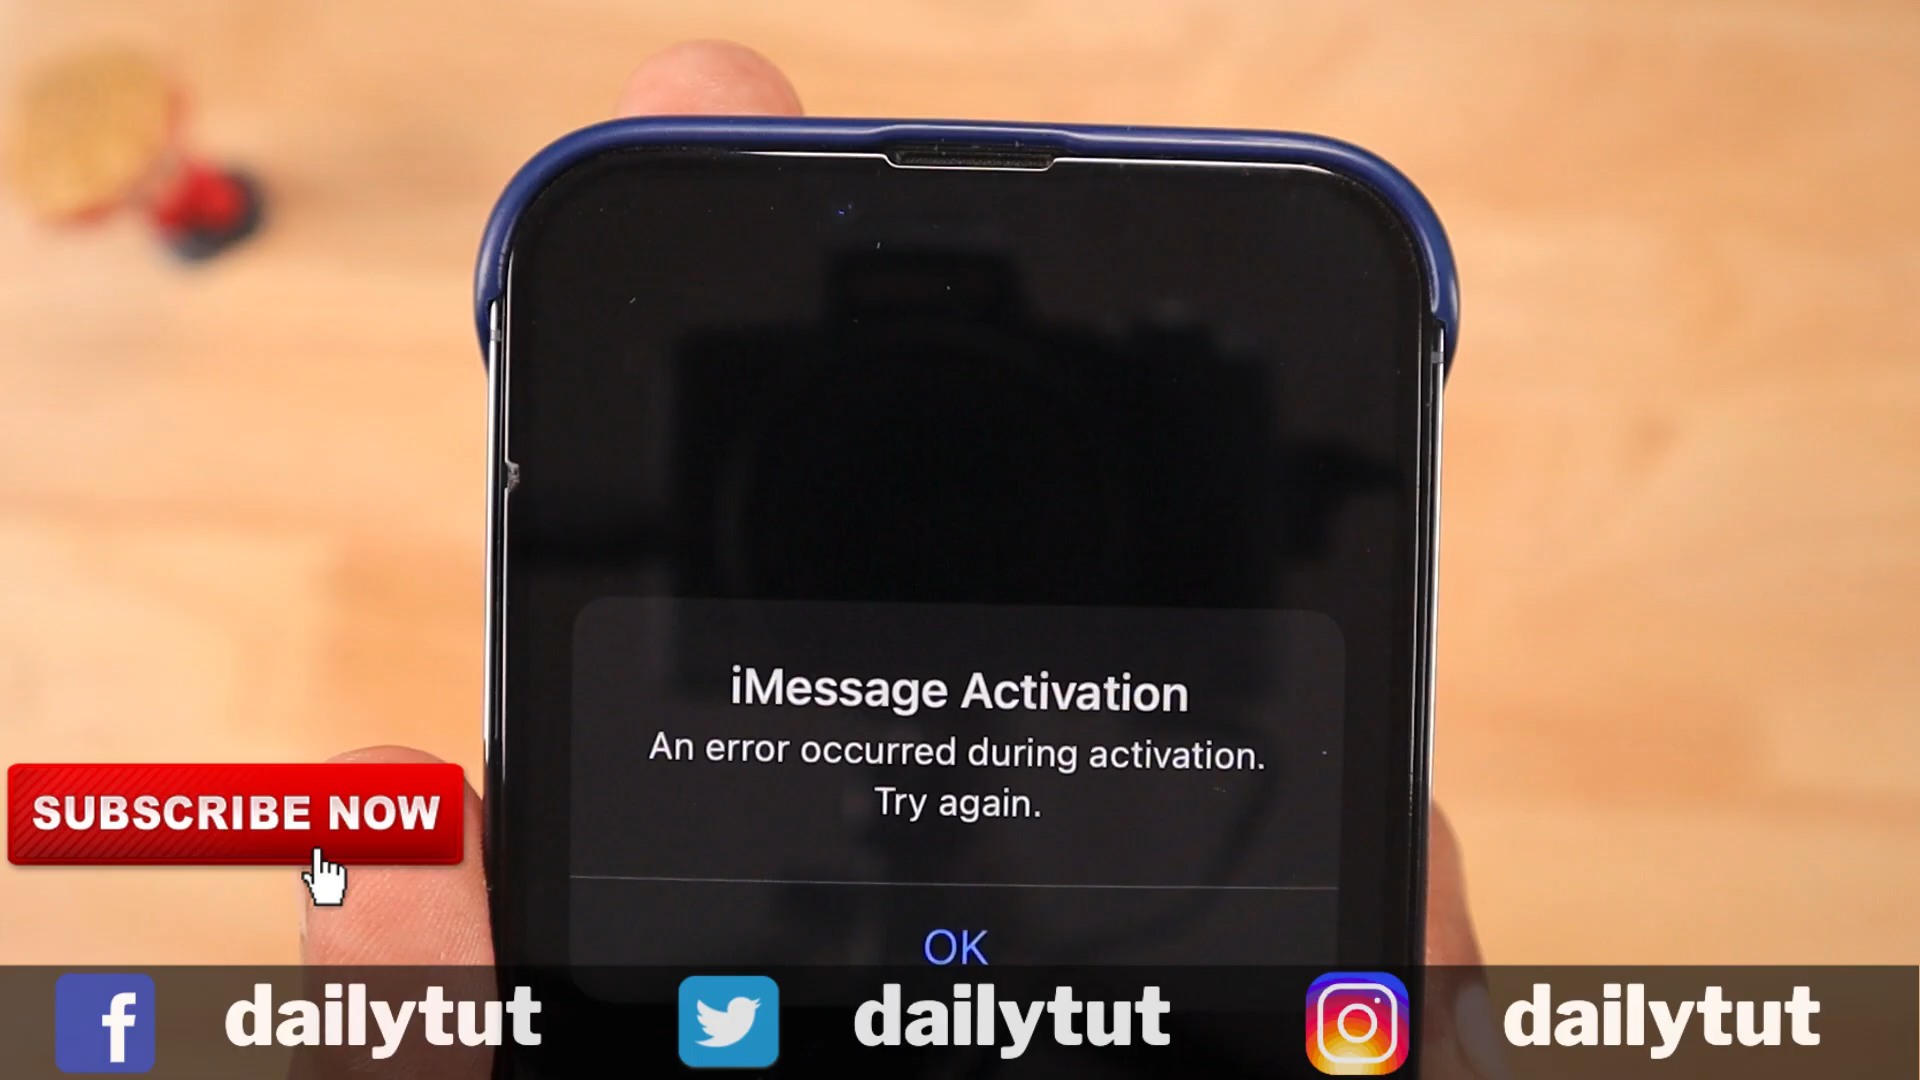 iMessage Activation
An error occurred during activation.
Try again.
OK
SUBSCRIBE NOW
dailytut
dailytut
dailytut